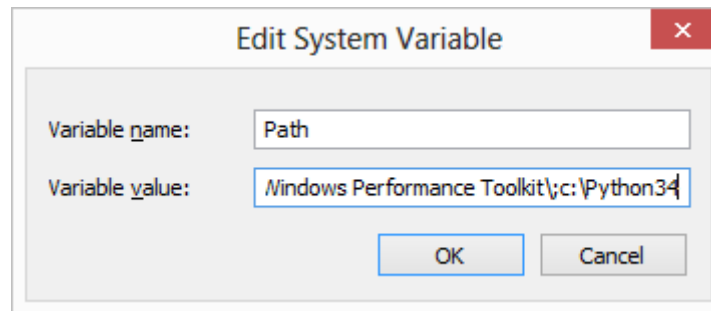 Edit System Variable
Variable name: Path
Variable value: Windows Performance Toolkit\;c:\Python34
OK Cancel